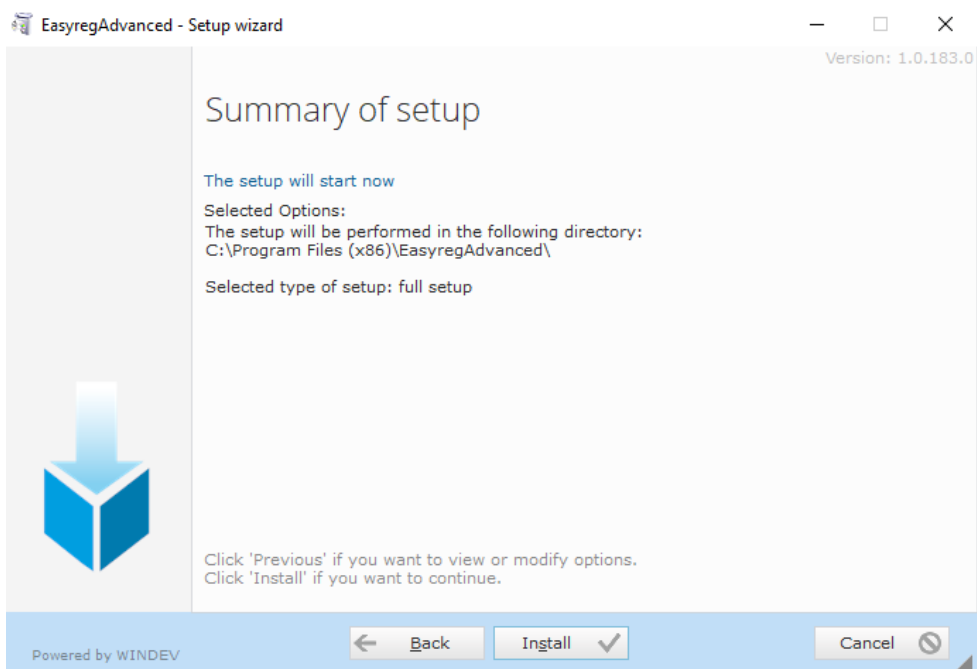 EasyregAdvanced - Setup wizard
Version: 1.0.183.0
Summary of setup
The setup will start now
Selected Options:
The setup will be performed in the following directory:
C:\Program Files (x86)\EasyregAdvanced\
Selected type of setup: full setup
Click 'Previous' if you want to view or modify options.
Click 'Install' if you want to continue.
Powered by WINDEV
Back
Install
Cancel